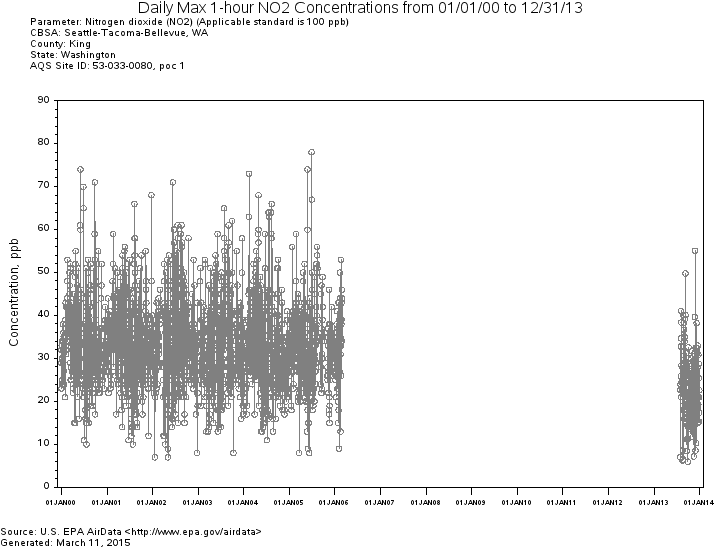 Daily Max 1-hour NO2 Concentrations from 01/01/00 to 12/31/13
Parameter: Nitrogen dioxide (NO2) (Applicable standard is 100 ppb)
CBSA: Seattle-Tacoma-Bellevue, WA
County: King
State: Washington
AQS Site ID: 53-033-0080, poc 1
Concentration, ppb
90
80
70
60
50
40
30
20
10
0
01JAN00 01JAN01 01JAN02 01JAN03 01JAN04 01JAN05 01JAN06 01JAN07 01JAN08 01JAN09 01JAN10 01JAN11 01JAN12 01JAN13 01JAN14
Source: U.S. EPA AirData <http://www.epa.gov/airdata>
Generated: March 11, 2015